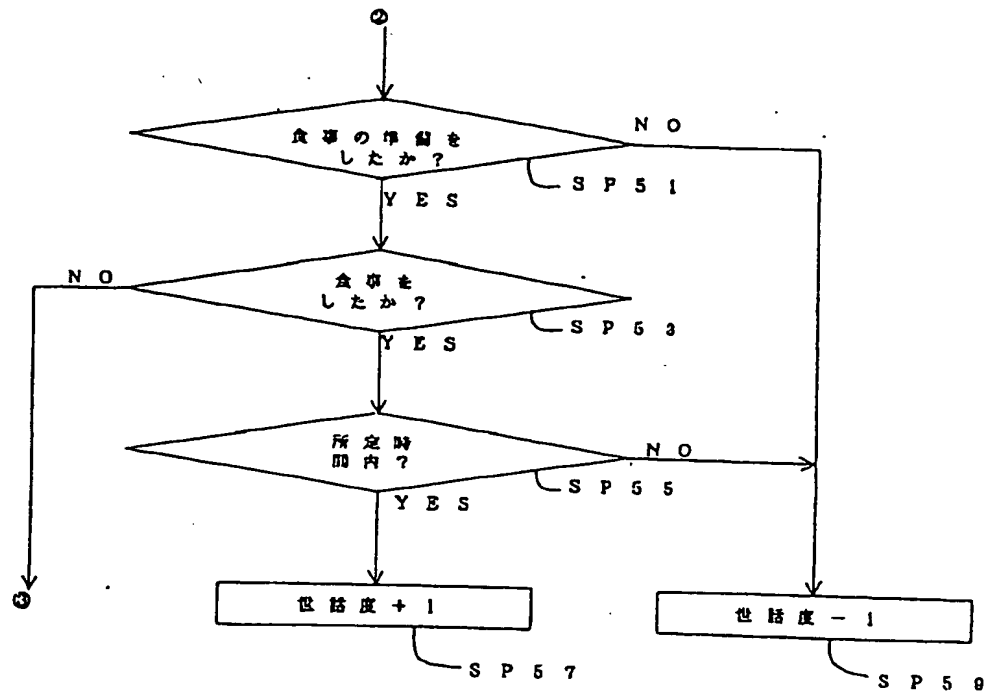 ❷
食事の準備を
したか?
NO
SP51
YES
食事を
したか?
NO
SP53
YES
所定時
間内?
NO
SP55
YES
世話度+1
世話度-1
SP57
SP59